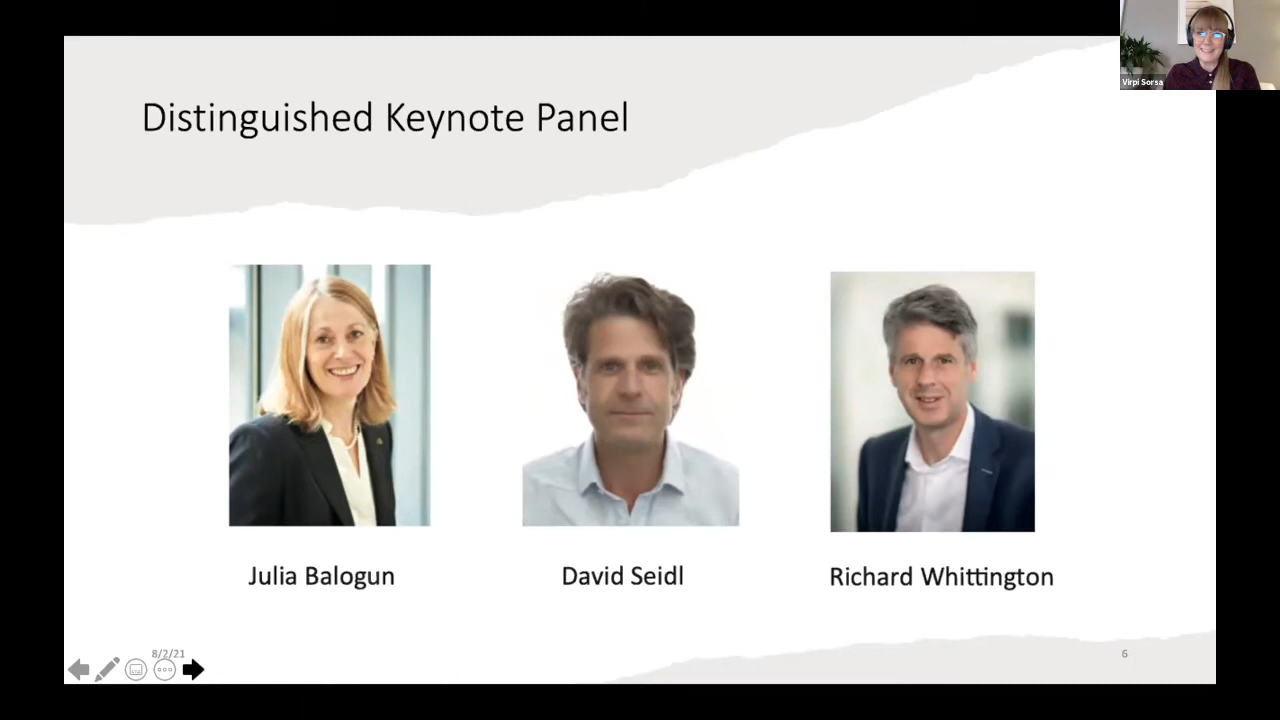 Virpi Sorsa
Distinguished Keynote Panel
Julia Balogun
David Seidl
Richard Whittington
8/2/21
6